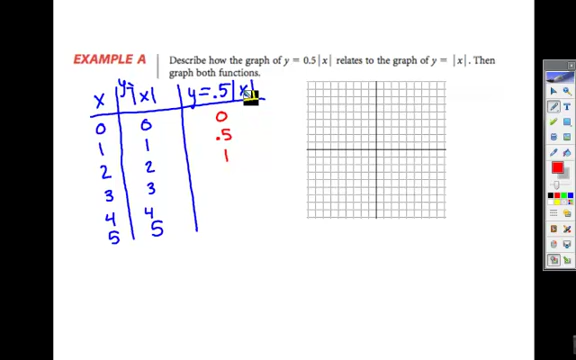 EXAMPLE A Describe how the graph of y = 0.5|x| relates to the graph of y = |x|. Then
graph both functions.
x y=|x| y=.5|x|
0 0 0
1 1 .5
2 2 1
3 3
4 4
5 5